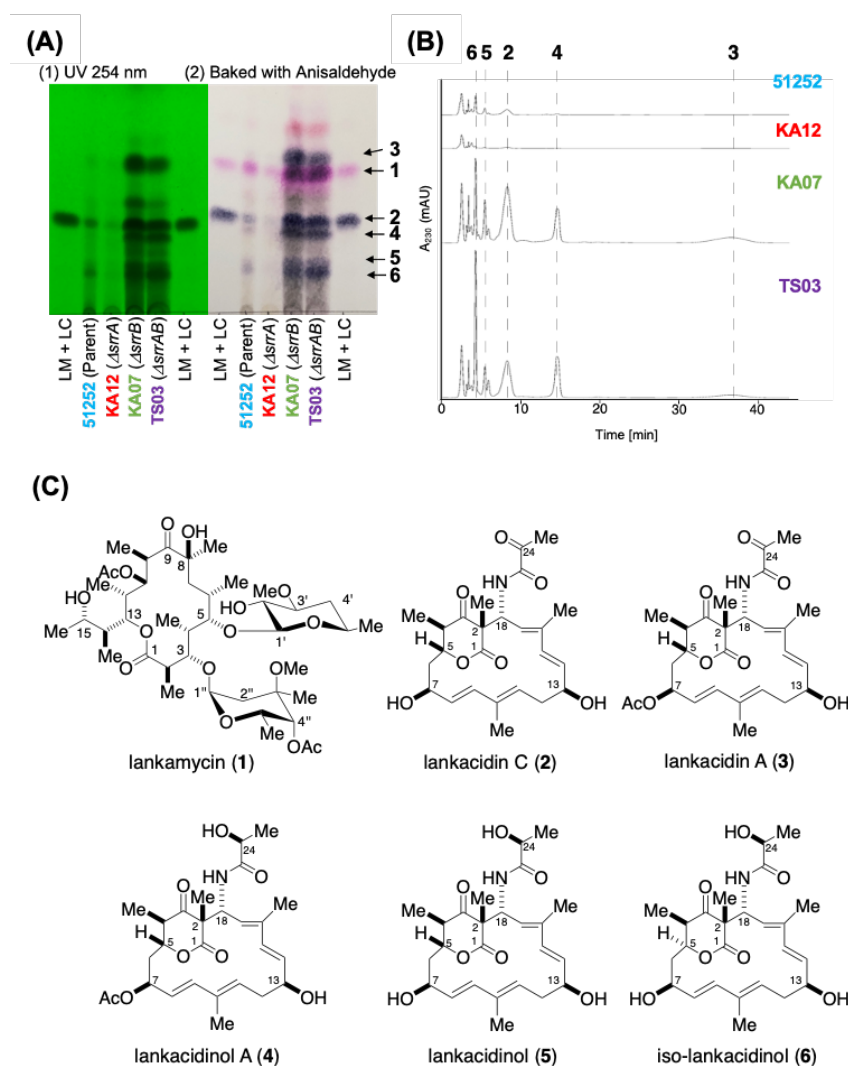 (A)
(1) UV 254 nm
(2) Baked with Anisaldehyde
3
1
2
4
5
6
LM + LC
51252 (Parent)
KA12 (ΔsrrA)
KA07 (ΔsrrB)
TS03 (ΔsrrAB)
LM + LC
LM + LC
51252 (Parent)
KA12 (ΔsrrA)
KA07 (ΔsrrB)
TS03 (ΔsrrAB)
LM + LC
(B)
6 5 2 4 3
51252
KA12
KA07
TS03
A230 (mAU)
0 10 20 30 40
Time [min]
(C)
O OH
Me 9 8 Me
AcO Me
Me 5 MeO 3' 4'
HO 13 Me HO
Me 15 O 3 O 1' O Me
1 O OMe
O Me 1'' 2'' Me
Me O 4''
Me
OAc
lankamycin (1)
O Me
24
HN O
O Me
Me 2 18 Me
H 5 1
O O
7 13
HO OH
Me
lankacidin C (2)
O Me
24
HN O
O Me
Me 2 18 Me
H 5 1
O O
7 13
AcO OH
Me
lankacidin A (3)
HO Me
24
HN O
O Me
Me 2 18 Me
H 5 1
O O
7 13
AcO OH
Me
lankacidinol A (4)
HO Me
24
HN O
O Me
Me 2 18 Me
H 5 1
O O
7 13
HO OH
Me
lankacidinol (5)
HO Me
24
HN O
O Me
Me 2 18 Me
H 5 1
O O
7 13
HO OH
Me
iso-lankacidinol (6)